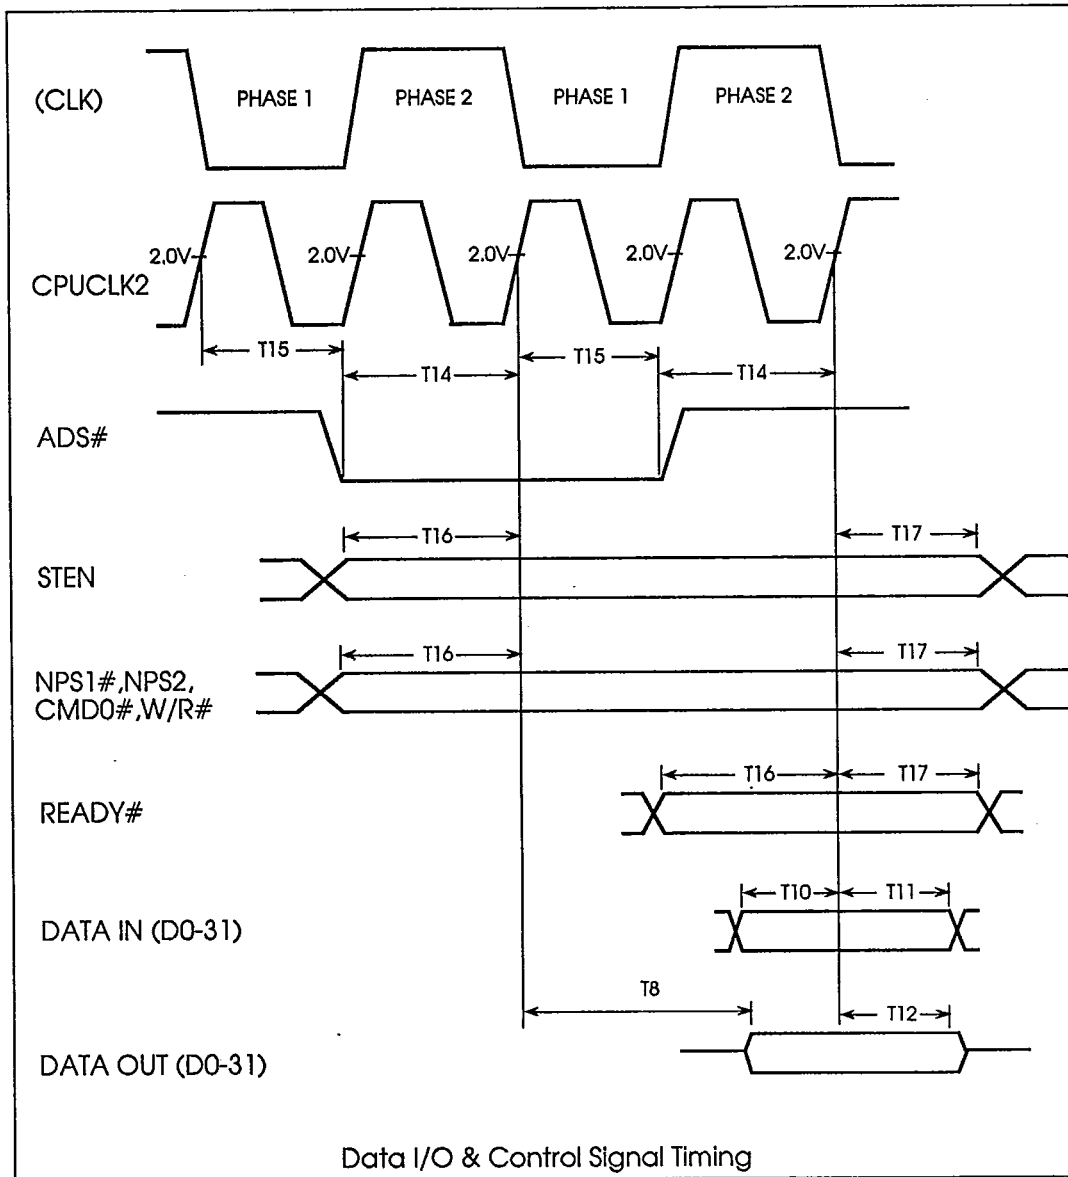 (CLK) PHASE 1 PHASE 2 PHASE 1 PHASE 2
2.0V 2.0V 2.0V 2.0V 2.0V
CPUCLK2
T15 T14 T15 T14
ADS#
T16 T17
STEN
T16 T17
NPS1#,NPS2,
CMD0#,W/R#
T16 T17
READY#
T10 T11
DATA IN (D0-31)
T8 T12
DATA OUT (D0-31)
Data I/O & Control Signal Timing